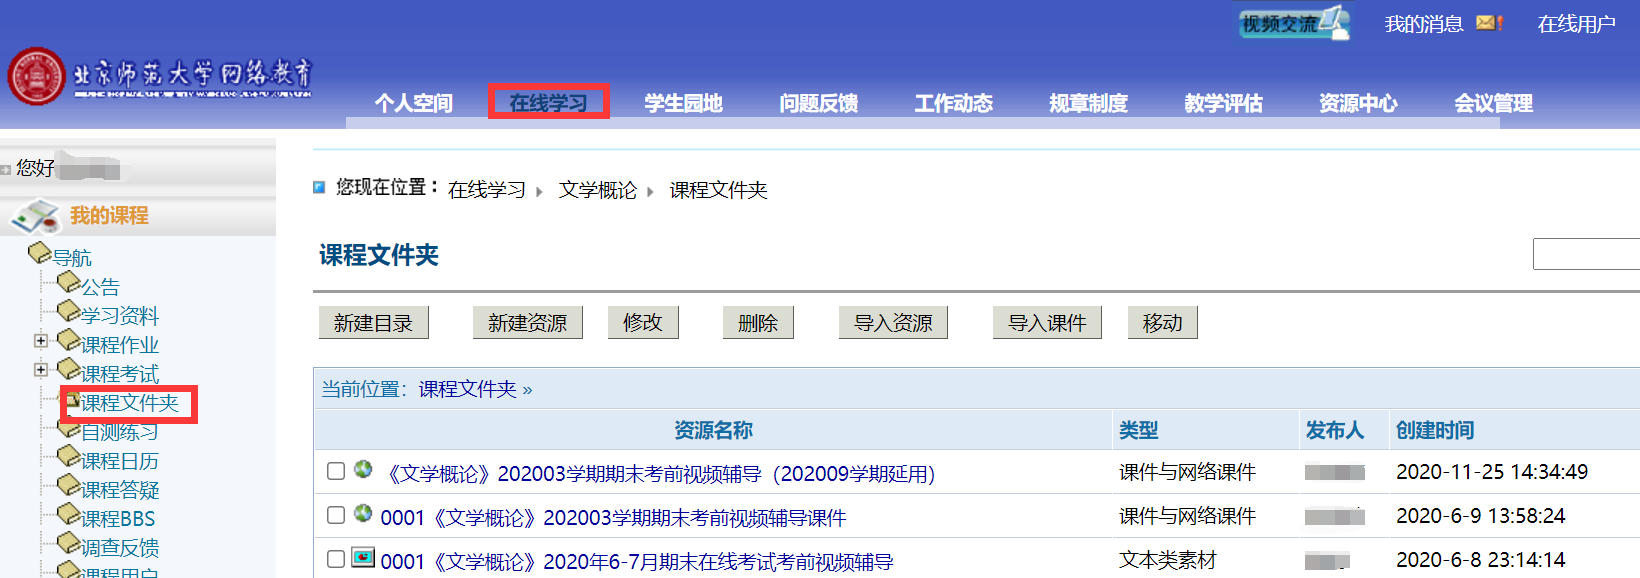 视频交流 我的消息 在线用户
北京师范大学网络教育
个人空间 在线学习 学生园地 问题反馈 工作动态 规章制度 教学评估 资源中心 会议管理
您好
我的课程
导航
公告
学习资料
课程作业
课程考试
课程文件夹
自测练习
课程日历
课程答疑
课程BBS
调查反馈
课程用户
您现在位置： 在线学习 文学概论 课程文件夹
课程文件夹
新建目录 新建资源 修改 删除 导入资源 导入课件 移动
当前位置： 课程文件夹 »
资源名称 类型 发布人 创建时间
《文学概论》202003学期期末考前视频辅导（202009学期延用） 课件与网络课件 2020-11-25 14:34:49
0001《文学概论》202003学期期末考前视频辅导课件 课件与网络课件 2020-6-9 13:58:24
0001《文学概论》2020年6-7月期末在线考试考前视频辅导 文本类素材 2020-6-8 23:14:14